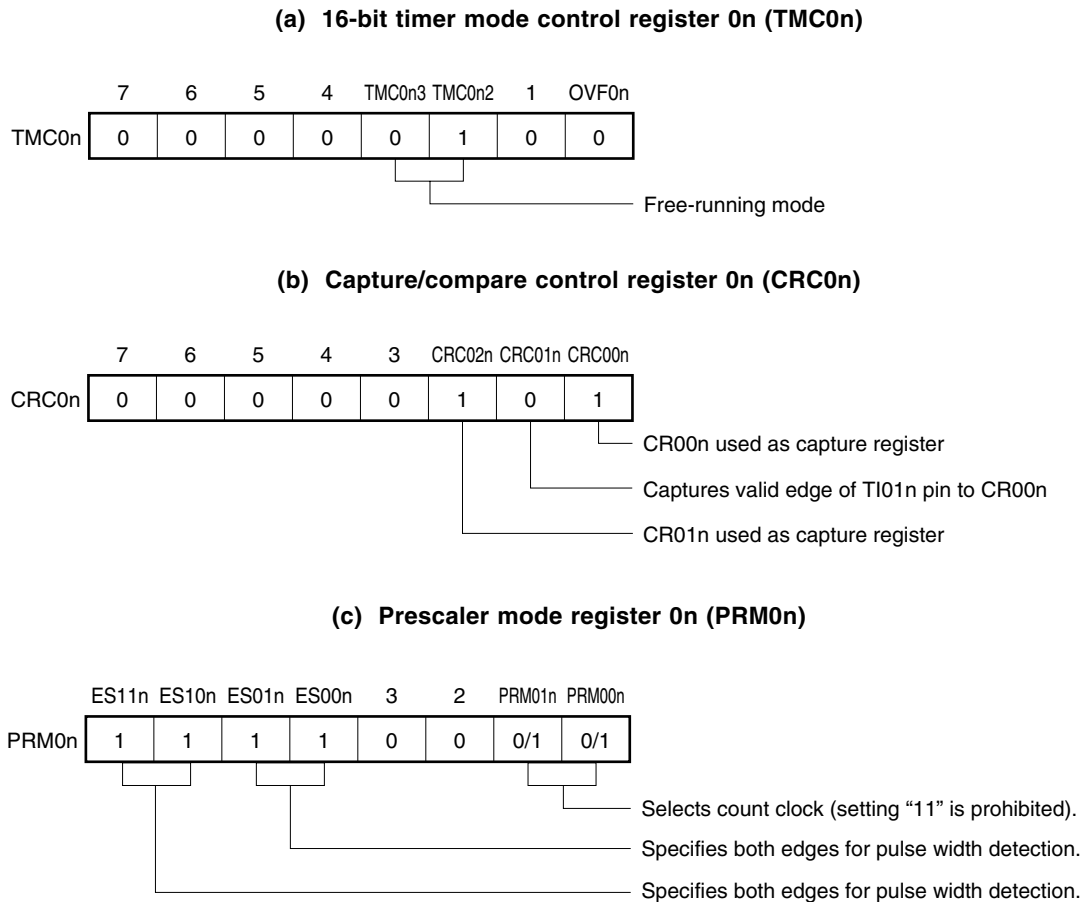 (a) 16-bit timer mode control register 0n (TMC0n)
7 6 5 4 TMC0n3 TMC0n2 1 OVF0n
TMC0n 0 0 0 0 0 1 0 0
Free-running mode
(b) Capture/compare control register 0n (CRC0n)
7 6 5 4 3 CRC02n CRC01n CRC00n
CRC0n 0 0 0 0 0 1 0 1
CR00n used as capture register
Captures valid edge of TI01n pin to CR00n
CR01n used as capture register
(c) Prescaler mode register 0n (PRM0n)
ES11n ES10n ES01n ES00n 3 2 PRM01n PRM00n
PRM0n 1 1 1 1 0 0 0/1 0/1
Selects count clock (setting “11” is prohibited).
Specifies both edges for pulse width detection.
Specifies both edges for pulse width detection.